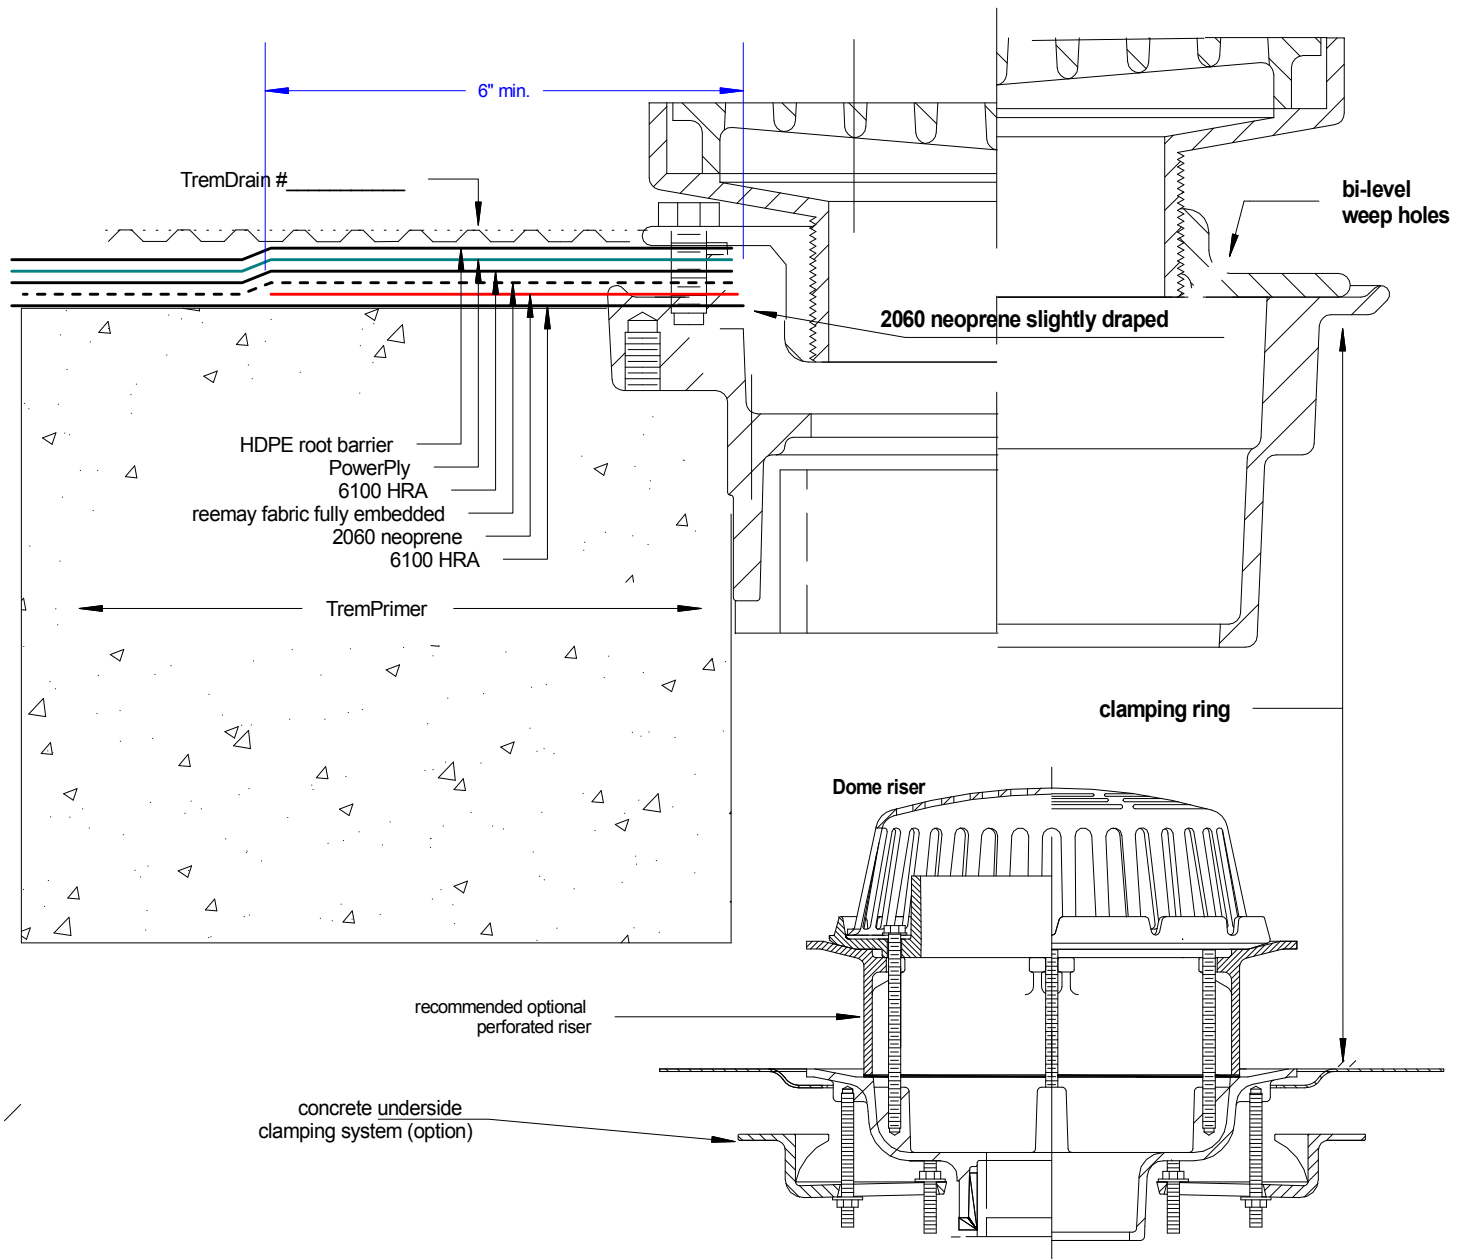 6" min.
TremDrain #___________
bi-level
weep holes
2060 neoprene slightly draped
HDPE root barrier
PowerPly
6100 HRA
reemay fabric fully embedded
2060 neoprene
6100 HRA
TremPrimer
clamping ring
Dome riser
recommended optional
perforated riser
concrete underside
clamping system (option)